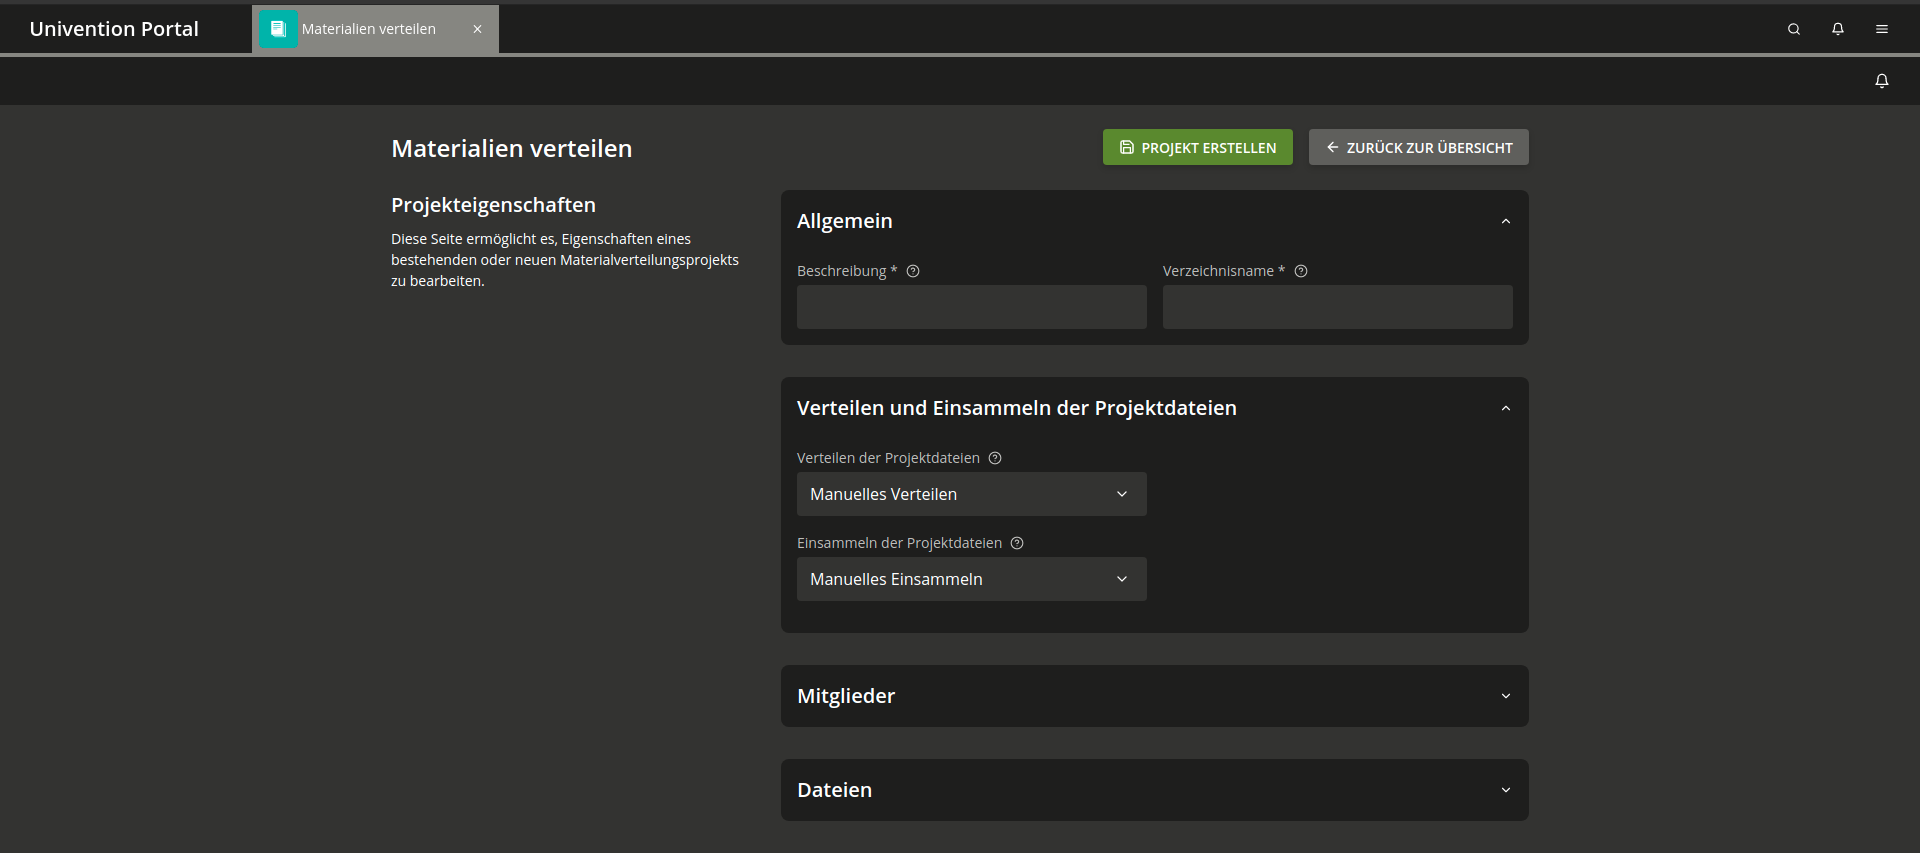 Univention Portal
Materialien verteilen
Materialien verteilen
PROJEKT ERSTELLEN
ZURÜCK ZUR ÜBERSICHT
Projekteigenschaften
Diese Seite ermöglicht es, Eigenschaften eines
bestehenden oder neuen Materialverteilungsprojekts
zu bearbeiten.
Allgemein
Beschreibung *
Verzeichnisname *
Verteilen und Einsammeln der Projektdateien
Verteilen der Projektdateien
Manuelles Verteilen
Einsammeln der Projektdateien
Manuelles Einsammeln
Mitglieder
Dateien